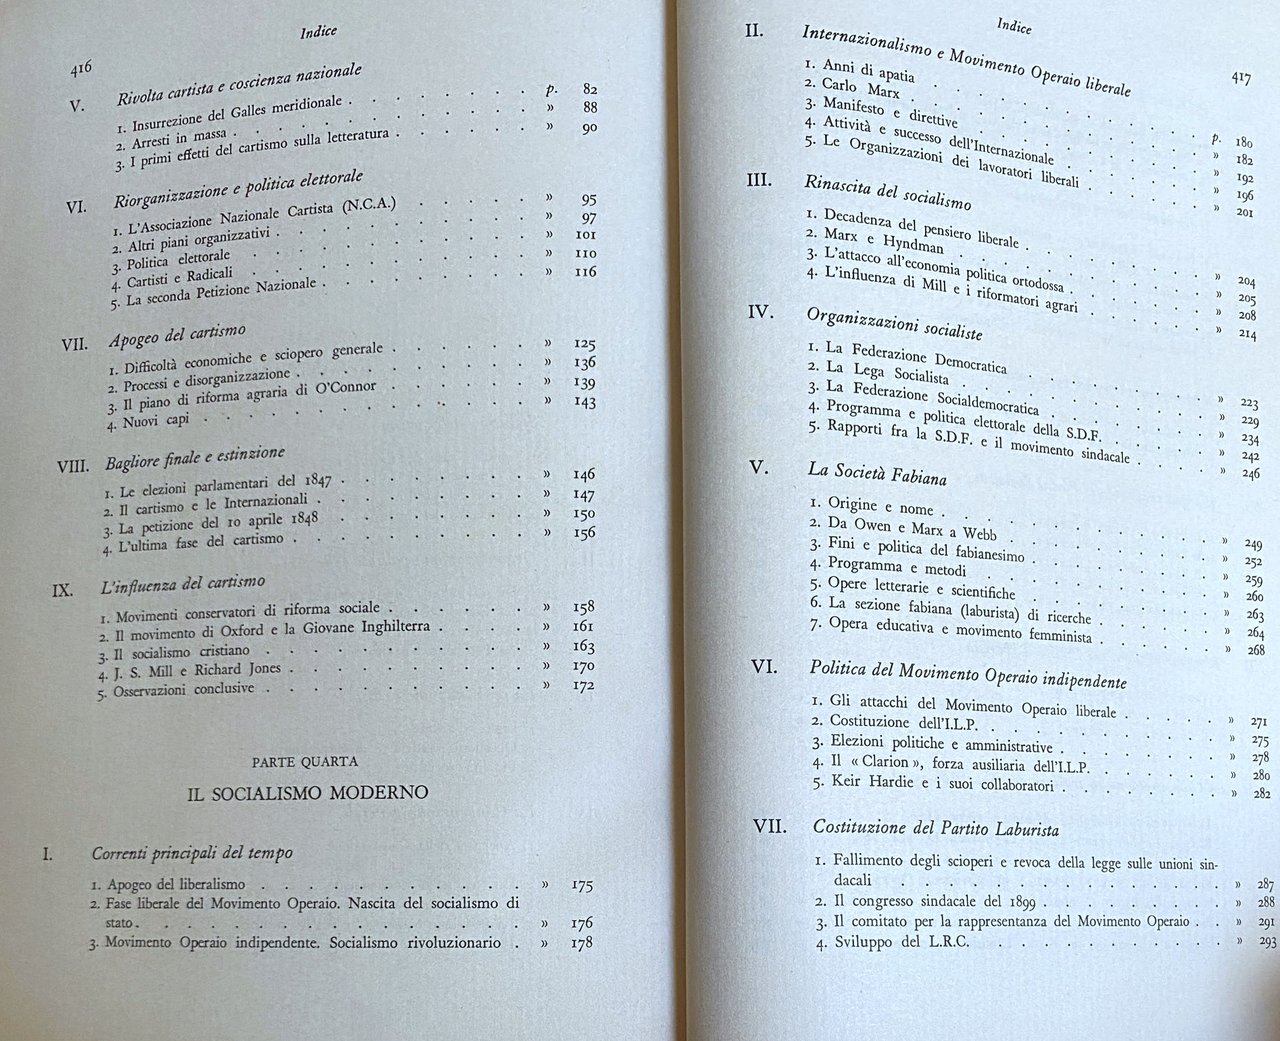 Indice
416
V. Rivolta cartista e coscienza nazionale
1. Insurrezione del Galles meridionale . . . . . . . . p. 82
2. Arresti in massa . . . . . . . . . . . . » 88
3. I primi effetti del cartismo sulla letteratura . . . . . . » 90
VI. Riorganizzazione e politica elettorale
1. L'Associazione Nazionale Cartista (N.C.A.) . . . . . » 95
2. Altri piani organizzativi . . . . . . . . . . » 97
3. Politica elettorale . . . . . . . . . . » 101
4. Cartisti e Radicali . . . . . . . . . . » 110
5. La seconda Petizione Nazionale . . . . . . . . » 116
VII. Apogeo del cartismo
1. Difficoltà economiche e sciopero generale . . . . . . » 125
2. Processi e disorganizzazione . . . . . . . . . » 136
3. Il piano di riforma agraria di O'Connor . . . . . . » 139
4. Nuovi capi . . . . . . . . . . . . » 143
VIII. Bagliore finale e estinzione
1. Le elezioni parlamentari del 1847 . . . . . . . . » 146
2. Il cartismo e le Internazionali . . . . . . . . » 147
3. La petizione del 10 aprile 1848 . . . . . . . . » 150
4. L'ultima fase del cartismo . . . . . . . . . » 156
IX. L'influenza del cartismo
1. Movimenti conservatori di riforma sociale . . . . . . » 158
2. Il movimento di Oxford e la Giovane Inghilterra . . . . » 161
3. Il socialismo cristiano . . . . . . . . . . » 163
4. J. S. Mill e Richard Jones . . . . . . . . . » 170
5. Osservazioni conclusive . . . . . . . . . . » 172
PARTE QUARTA
IL SOCIALISMO MODERNO
I. Correnti principali del tempo
1. Apogeo del liberalismo . . . . . . . . . . » 175
2. Fase liberale del Movimento Operaio. Nascita del socialismo di
stato . . . . . . . . . . . . . . » 176
3. Movimento Operaio indipendente. Socialismo rivoluzionario . » 178
Indice
417
II. Internazionalismo e Movimento Operaio liberale
1. Anni di apatia . . . . . . . . . . . p. 180
2. Carlo Marx . . . . . . . . . . . . » 182
3. Manifesto e direttive . . . . . . . . . . » 192
4. Attività e successo dell'Internazionale . . . . . . » 196
5. Le Organizzazioni dei lavoratori liberali . . . . . . » 201
III. Rinascita del socialismo
1. Decadenza del pensiero liberale . . . . . . . . » 204
2. Marx e Hyndman . . . . . . . . . . . » 205
3. L'attacco all'economia politica ortodossa . . . . . . » 208
4. L'influenza di Mill e i riformatori agrari . . . . . » 214
IV. Organizzazioni socialiste
1. La Federazione Democratica . . . . . . . . » 223
2. La Lega Socialista . . . . . . . . . . » 229
3. La Federazione Socialdemocratica . . . . . . . » 234
4. Programma e politica elettorale della S.D.F. . . . . . » 242
5. Rapporti fra la S.D.F. e il movimento sindacale . . . . » 246
V. La Società Fabiana
1. Origine e nome . . . . . . . . . . . » 249
2. Da Owen e Marx a Webb . . . . . . . . . » 252
3. Fini e politica del fabianesimo . . . . . . . . » 259
4. Programma e metodi . . . . . . . . . . » 260
5. Opere letterarie e scientifiche . . . . . . . . » 263
6. La sezione fabiana (laburista) di ricerche . . . . . » 264
7. Opera educativa e movimento femminista . . . . . » 268
VI. Politica del Movimento Operaio indipendente
1. Gli attacchi del Movimento Operaio liberale . . . . . » 271
2. Costituzione dell'I.L.P. . . . . . . . . . . » 275
3. Elezioni politiche e amministrative . . . . . . . » 278
4. Il « Clarion », forza ausiliaria dell'I.L.P. . . . . . . » 280
5. Keir Hardie e i suoi collaboratori . . . . . . . » 282
VII. Costituzione del Partito Laburista
1. Fallimento degli scioperi e revoca della legge sulle unioni sin-
dacali . . . . . . . . . . . . . » 287
2. Il congresso sindacale del 1899 . . . . . . . . » 288
3. Il comitato per la rappresentanza del Movimento Operaio . . » 291
4. Sviluppo del L.R.C. . . . . . . . . . . » 293